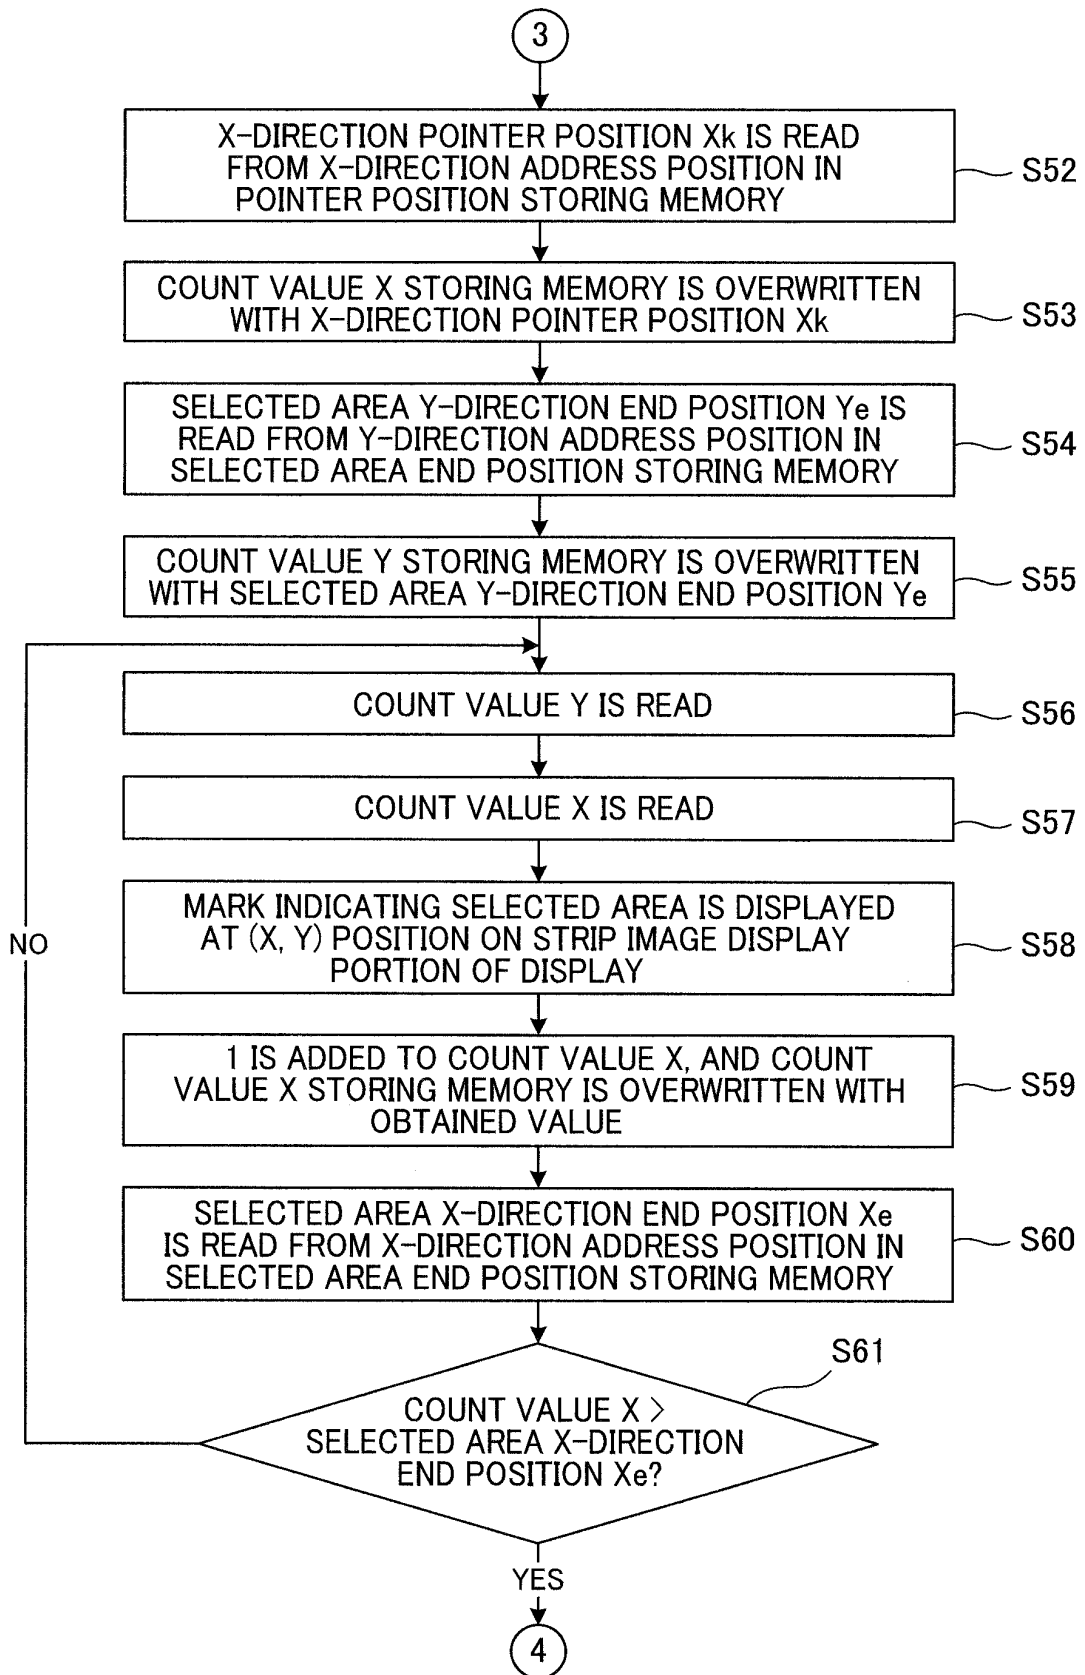 3
X-DIRECTION POINTER POSITION Xk IS READ
FROM X-DIRECTION ADDRESS POSITION IN
POINTER POSITION STORING MEMORY
S52
COUNT VALUE X STORING MEMORY IS OVERWRITTEN
WITH X-DIRECTION POINTER POSITION Xk
S53
SELECTED AREA Y-DIRECTION END POSITION Ye IS
READ FROM Y-DIRECTION ADDRESS POSITION IN
SELECTED AREA END POSITION STORING MEMORY
S54
COUNT VALUE Y STORING MEMORY IS OVERWRITTEN
WITH SELECTED AREA Y-DIRECTION END POSITION Ye
S55
COUNT VALUE Y IS READ
S56
COUNT VALUE X IS READ
S57
MARK INDICATING SELECTED AREA IS DISPLAYED
AT (X, Y) POSITION ON STRIP IMAGE DISPLAY
PORTION OF DISPLAY
S58
NO
1 IS ADDED TO COUNT VALUE X, AND COUNT
VALUE X STORING MEMORY IS OVERWRITTEN WITH
OBTAINED VALUE
S59
SELECTED AREA X-DIRECTION END POSITION Xe
IS READ FROM X-DIRECTION ADDRESS POSITION IN
SELECTED AREA END POSITION STORING MEMORY
S60
S61
COUNT VALUE X >
SELECTED AREA X-DIRECTION
END POSITION Xe?
YES
4